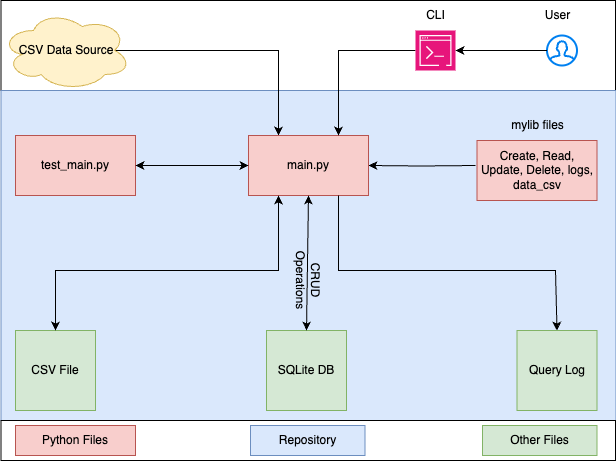 CLI
User
CSV Data Source
mylib files
test_main.py
main.py
Create, Read,
Update, Delete, logs,
data_csv
CRUD
Operations
CSV File
SQLite DB
Query Log
Python Files
Repository
Other Files